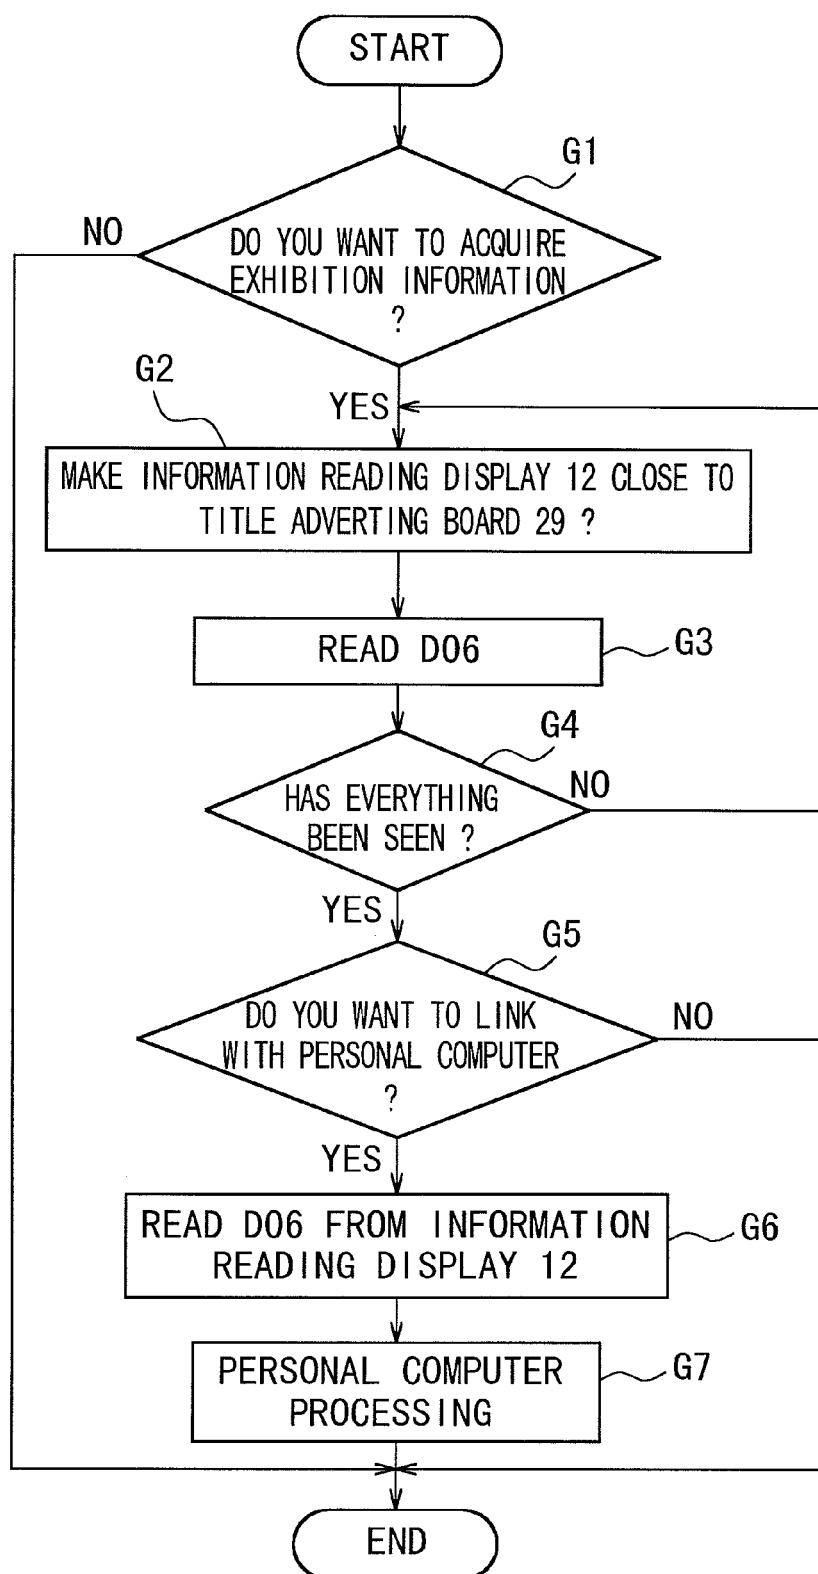 START
G1
NO
DO YOU WANT TO ACQUIRE
EXHIBITION INFORMATION
?
G2
YES
MAKE INFORMATION READING DISPLAY 12 CLOSE TO
TITLE ADVERTING BOARD 29 ?
READ D06
G3
G4
NO
HAS EVERYTHING
BEEN SEEN ?
YES
G5
DO YOU WANT TO LINK
WITH PERSONAL COMPUTER
?
NO
YES
READ D06 FROM INFORMATION
READING DISPLAY 12
G6
PERSONAL COMPUTER
PROCESSING
G7
END